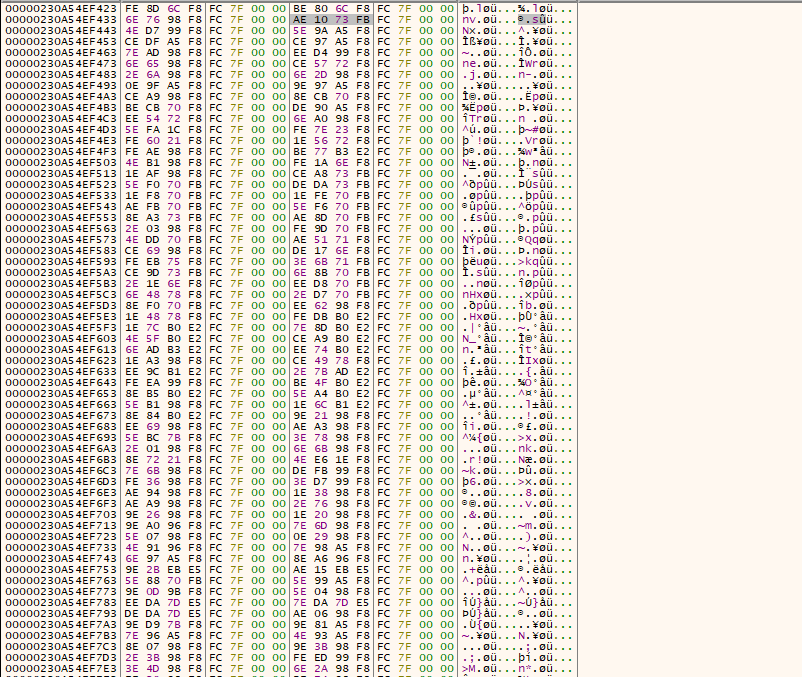 00000230A54EF423 FE 8D 6C F8 FC 7F 00 00 BE 80 6C F8 FC 7F 00 00 þ.løü...¾.løü...
00000230A54EF433 6E 76 98 F8 FC 7F 00 00 AE 10 73 FB FC 7F 00 00 nv.øü...®.sûü...
00000230A54EF443 4E D7 99 F8 FC 7F 00 00 5E 9A A5 F8 FC 7F 00 00 N×.øü...^.¥øü...
00000230A54EF453 CE DF A5 F8 FC 7F 00 00 CE 97 A5 F8 FC 7F 00 00 Îß¥øü...Î.¥øü...
00000230A54EF463 7E AD 98 F8 FC 7F 00 00 EE D4 99 F8 FC 7F 00 00 ~..øü...îÔ.øü...
00000230A54EF473 6E 65 98 F8 FC 7F 00 00 CE 57 72 F8 FC 7F 00 00 ne.øü...ÎWrøü...
00000230A54EF483 2E 6A 98 F8 FC 7F 00 00 6E 2D 98 F8 FC 7F 00 00 .j.øü...n-.øü...
00000230A54EF493 0E 9F A5 F8 FC 7F 00 00 9E 97 A5 F8 FC 7F 00 00 ..¥øü.....¥øü...
00000230A54EF4A3 CE A9 98 F8 FC 7F 00 00 8E CB 70 F8 FC 7F 00 00 Î©.øü....Ëpøü...
00000230A54EF4B3 BE CB 70 F8 FC 7F 00 00 DE 90 A5 F8 FC 7F 00 00 ¾Ëpøü...Þ.¥øü...
00000230A54EF4C3 EE 54 72 F8 FC 7F 00 00 6E A0 98 F8 FC 7F 00 00 îTrøü...n .øü...
00000230A54EF4D3 5E FA 1C F8 FC 7F 00 00 FE 7E 23 F8 FC 7F 00 00 ^ú.øü...þ~#øü...
00000230A54EF4E3 FE 60 21 F8 FC 7F 00 00 1E 56 72 F8 FC 7F 00 00 þ`!øü....Vrøü...
00000230A54EF4F3 FE AE 98 F8 FC 7F 00 00 BE 77 B3 E2 FC 7F 00 00 þ®.øü...¾w³âü...
00000230A54EF503 4E B1 98 F8 FC 7F 00 00 FE 1A 6E F8 FC 7F 00 00 N±.øü...þ.nøü...
00000230A54EF513 1E AF 98 F8 FC 7F 00 00 CE A8 73 FB FC 7F 00 00 .¯.øü...Î¨sûü...
00000230A54EF523 5E F0 70 FB FC 7F 00 00 DE DA 73 FB FC 7F 00 00 ^ðpûü...ÞÚsûü...
00000230A54EF533 1E F8 70 FB FC 7F 00 00 1E FE 70 FB FC 7F 00 00 .øpûü....þpûü...
00000230A54EF543 AE FB 70 FB FC 7F 00 00 5E F6 70 FB FC 7F 00 00 ®ûpûü...^öpûü...
00000230A54EF553 8E A3 73 FB FC 7F 00 00 AE 8D 70 FB FC 7F 00 00 .£sûü...®.pûü...
00000230A54EF563 2E 03 98 F8 FC 7F 00 00 FE 9D 70 FB FC 7F 00 00 ...øü...þ.pûü...
00000230A54EF573 4E DD 70 FB FC 7F 00 00 AE 51 71 F8 FC 7F 00 00 NÝpûü...®Qqøü...
00000230A54EF583 CE 69 98 F8 FC 7F 00 00 DE 17 6E F8 FC 7F 00 00 Îi.øü...Þ.nøü...
00000230A54EF593 FE EB 75 F8 FC 7F 00 00 3E 6B 71 FB FC 7F 00 00 þëuøü...>kqûü...
00000230A54EF5A3 CE 9D 73 FB FC 7F 00 00 6E 8B 70 FB FC 7F 00 00 Î.sûü...n.pûü...
00000230A54EF5B3 2E 1E 6E F8 FC 7F 00 00 EE D8 70 FB FC 7F 00 00 ..nøü...îØpûü...
00000230A54EF5C3 6E 48 78 F8 FC 7F 00 00 2E D7 70 FB FC 7F 00 00 nHxøü....×pûü...
00000230A54EF5D3 8E F0 70 FB FC 7F 00 00 EE 62 98 F8 FC 7F 00 00 .ðpûü...îb.øü...
00000230A54EF5E3 1E 48 78 F8 FC 7F 00 00 FE DB B0 E2 FC 7F 00 00 .Hxøü...þÛ°âü...
00000230A54EF5F3 1E 7C B0 E2 FC 7F 00 00 7E 8D B0 E2 FC 7F 00 00 .|°âü...~.°âü...
00000230A54EF603 4E 5F B0 E2 FC 7F 00 00 CE A9 B0 E2 FC 7F 00 00 N_°âü...Î©°âü...
00000230A54EF613 6E AD B3 E2 FC 7F 00 00 EE 74 B0 E2 FC 7F 00 00 n.³âü...ît°âü...
00000230A54EF623 1E A3 98 F8 FC 7F 00 00 CE 49 78 F8 FC 7F 00 00 .£.øü...ÎIxøü...
00000230A54EF633 EE 9C B1 E2 FC 7F 00 00 2E 7B AD E2 FC 7F 00 00 î.±âü....{.âü...
00000230A54EF643 FE EA 99 F8 FC 7F 00 00 BE 4F B0 E2 FC 7F 00 00 þê.øü...¾O°âü...
00000230A54EF653 8E B5 B0 E2 FC 7F 00 00 5E A4 B0 E2 FC 7F 00 00 .µ°âü...^¤°âü...
00000230A54EF663 5E B1 98 F8 FC 7F 00 00 1E 6C B1 E2 FC 7F 00 00 ^±.øü....l±âü...
00000230A54EF673 8E 84 B0 E2 FC 7F 00 00 9E 21 98 F8 FC 7F 00 00 ..°âü....!.øü...
00000230A54EF683 EE 69 98 F8 FC 7F 00 00 AE A3 98 F8 FC 7F 00 00 îi.øü...®£.øü...
00000230A54EF693 5E BC 7B F8 FC 7F 00 00 3E 78 98 F8 FC 7F 00 00 ^¼{øü...>x.øü...
00000230A54EF6A3 2E 01 98 F8 FC 7F 00 00 6E 6B 98 F8 FC 7F 00 00 ...øü...nk.øü...
00000230A54EF6B3 8E 72 21 F8 FC 7F 00 00 4E E6 1E F8 FC 7F 00 00 .r!øü...Næ.øü...
00000230A54EF6C3 7E 6B 98 F8 FC 7F 00 00 DE FB 99 F8 FC 7F 00 00 ~k.øü...Þû.øü...
00000230A54EF6D3 FE 36 98 F8 FC 7F 00 00 3E D7 99 F8 FC 7F 00 00 þ6.øü...>×.øü...
00000230A54EF6E3 AE 94 98 F8 FC 7F 00 00 1E 38 98 F8 FC 7F 00 00 ®..øü....8.øü...
00000230A54EF6F3 AE A9 98 F8 FC 7F 00 00 2E 76 98 F8 FC 7F 00 00 ®©.øü....v.øü...
00000230A54EF703 9E 26 98 F8 FC 7F 00 00 1E 20 98 F8 FC 7F 00 00 .&.øü.... .øü...
00000230A54EF713 9E A0 96 F8 FC 7F 00 00 7E 6D 98 F8 FC 7F 00 00 . .øü...~m.øü...
00000230A54EF723 5E 07 98 F8 FC 7F 00 00 0E 29 98 F8 FC 7F 00 00 ^..øü....).øü...
00000230A54EF733 4E 91 96 F8 FC 7F 00 00 7E 98 A5 F8 FC 7F 00 00 N..øü...~.¥øü...
00000230A54EF743 6E 97 A5 F8 FC 7F 00 00 8E A6 96 F8 FC 7F 00 00 n.¥øü....¦.øü...
00000230A54EF753 9E 2B EB E5 FC 7F 00 00 AE 15 EB E5 FC 7F 00 00 .+ëåü...®.ëåü...
00000230A54EF763 5E 88 70 FB FC 7F 00 00 5E 99 A5 F8 FC 7F 00 00 ^.pûü...^.¥øü...
00000230A54EF773 9E 0D 9B F8 FC 7F 00 00 5E 04 98 F8 FC 7F 00 00 ...øü...^..øü...
00000230A54EF783 EE DA 7D E5 FC 7F 00 00 7E DA 7D E5 FC 7F 00 00 îÚ}åü...~Ú}åü...
00000230A54EF793 DE DA 7D E5 FC 7F 00 00 AE 06 98 F8 FC 7F 00 00 ÞÚ}åü...®..øü...
00000230A54EF7A3 9E D9 7B F8 FC 7F 00 00 9E 81 A5 F8 FC 7F 00 00 .Ù{øü.....¥øü...
00000230A54EF7B3 7E 96 A5 F8 FC 7F 00 00 4E 93 A5 F8 FC 7F 00 00 ~.¥øü...N.¥øü...
00000230A54EF7C3 8E 07 98 F8 FC 7F 00 00 9E 3B 98 F8 FC 7F 00 00 ...øü....;.øü...
00000230A54EF7D3 2E 3B 98 F8 FC 7F 00 00 FE ED 99 F8 FC 7F 00 00 .;.øü...þí.øü...
00000230A54EF7E3 3E 4D 98 F8 FC 7F 00 00 6E 2A 98 F8 FC 7F 00 00 >M.øü...n*.øü...